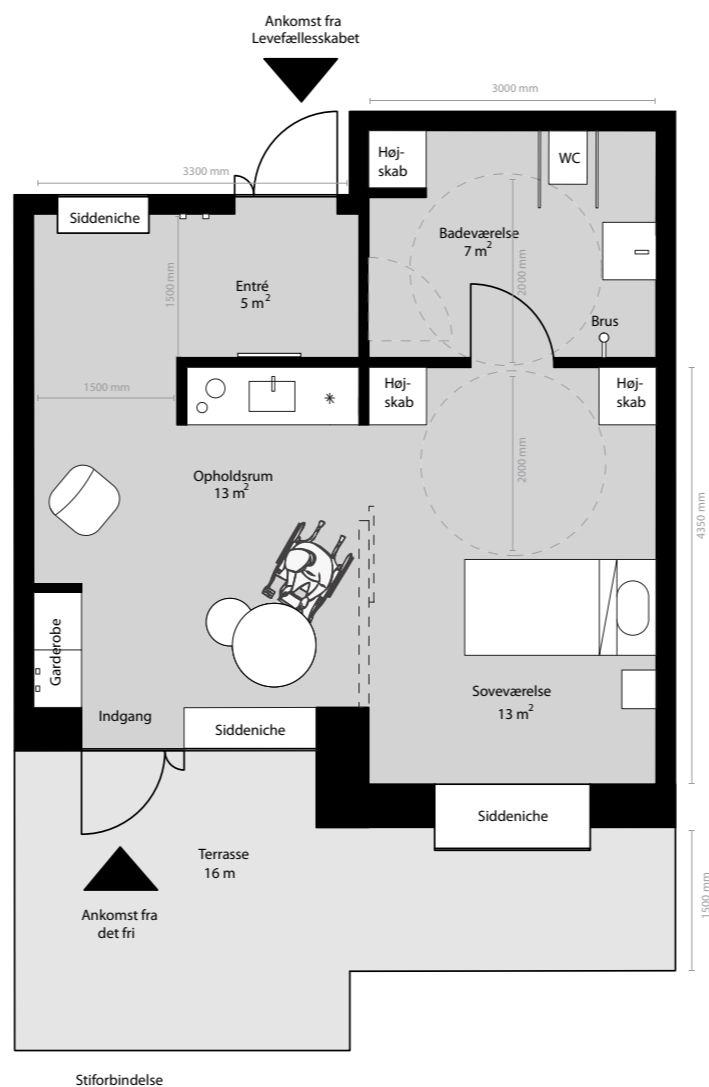 Ankomst fra
Levefællesskabet
3000 mm
3300 mm
Siddeniche
Høj-
skab
WC
Badeværelse
7 m²
2000 mm
1500 mm
Entré
5 m²
Brus
1500 mm
Høj-
skab
Høj-
skab
2000 mm
Opholdsrum
13 m²
4350 mm
Garderobe
Soveværelse
13 m²
Indgang
Siddeniche
Siddeniche
Terrasse
16 m
1500 mm
Ankomst fra
det fri
Stiforbindelse